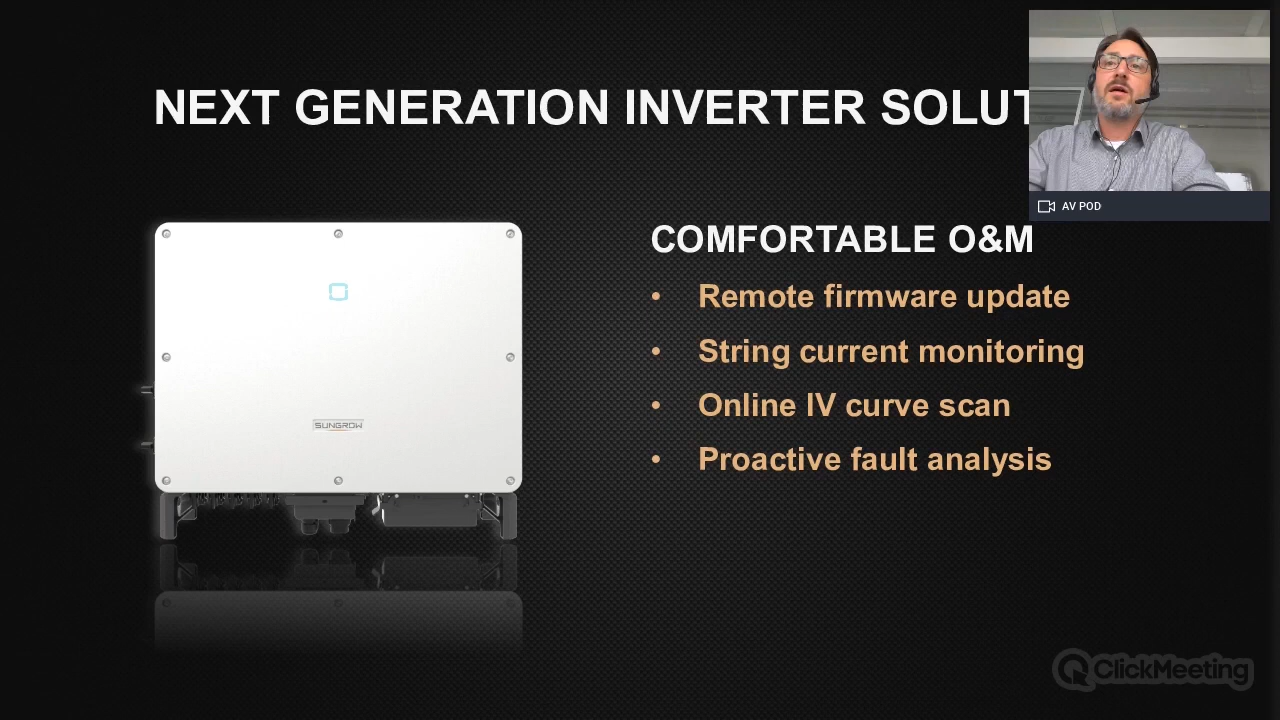 NEXT GENERATION INVERTER SOLUT
AV POD
COMFORTABLE O&M
• Remote firmware update
• String current monitoring
• Online IV curve scan
• Proactive fault analysis
SUNGROW
ClickMeeting